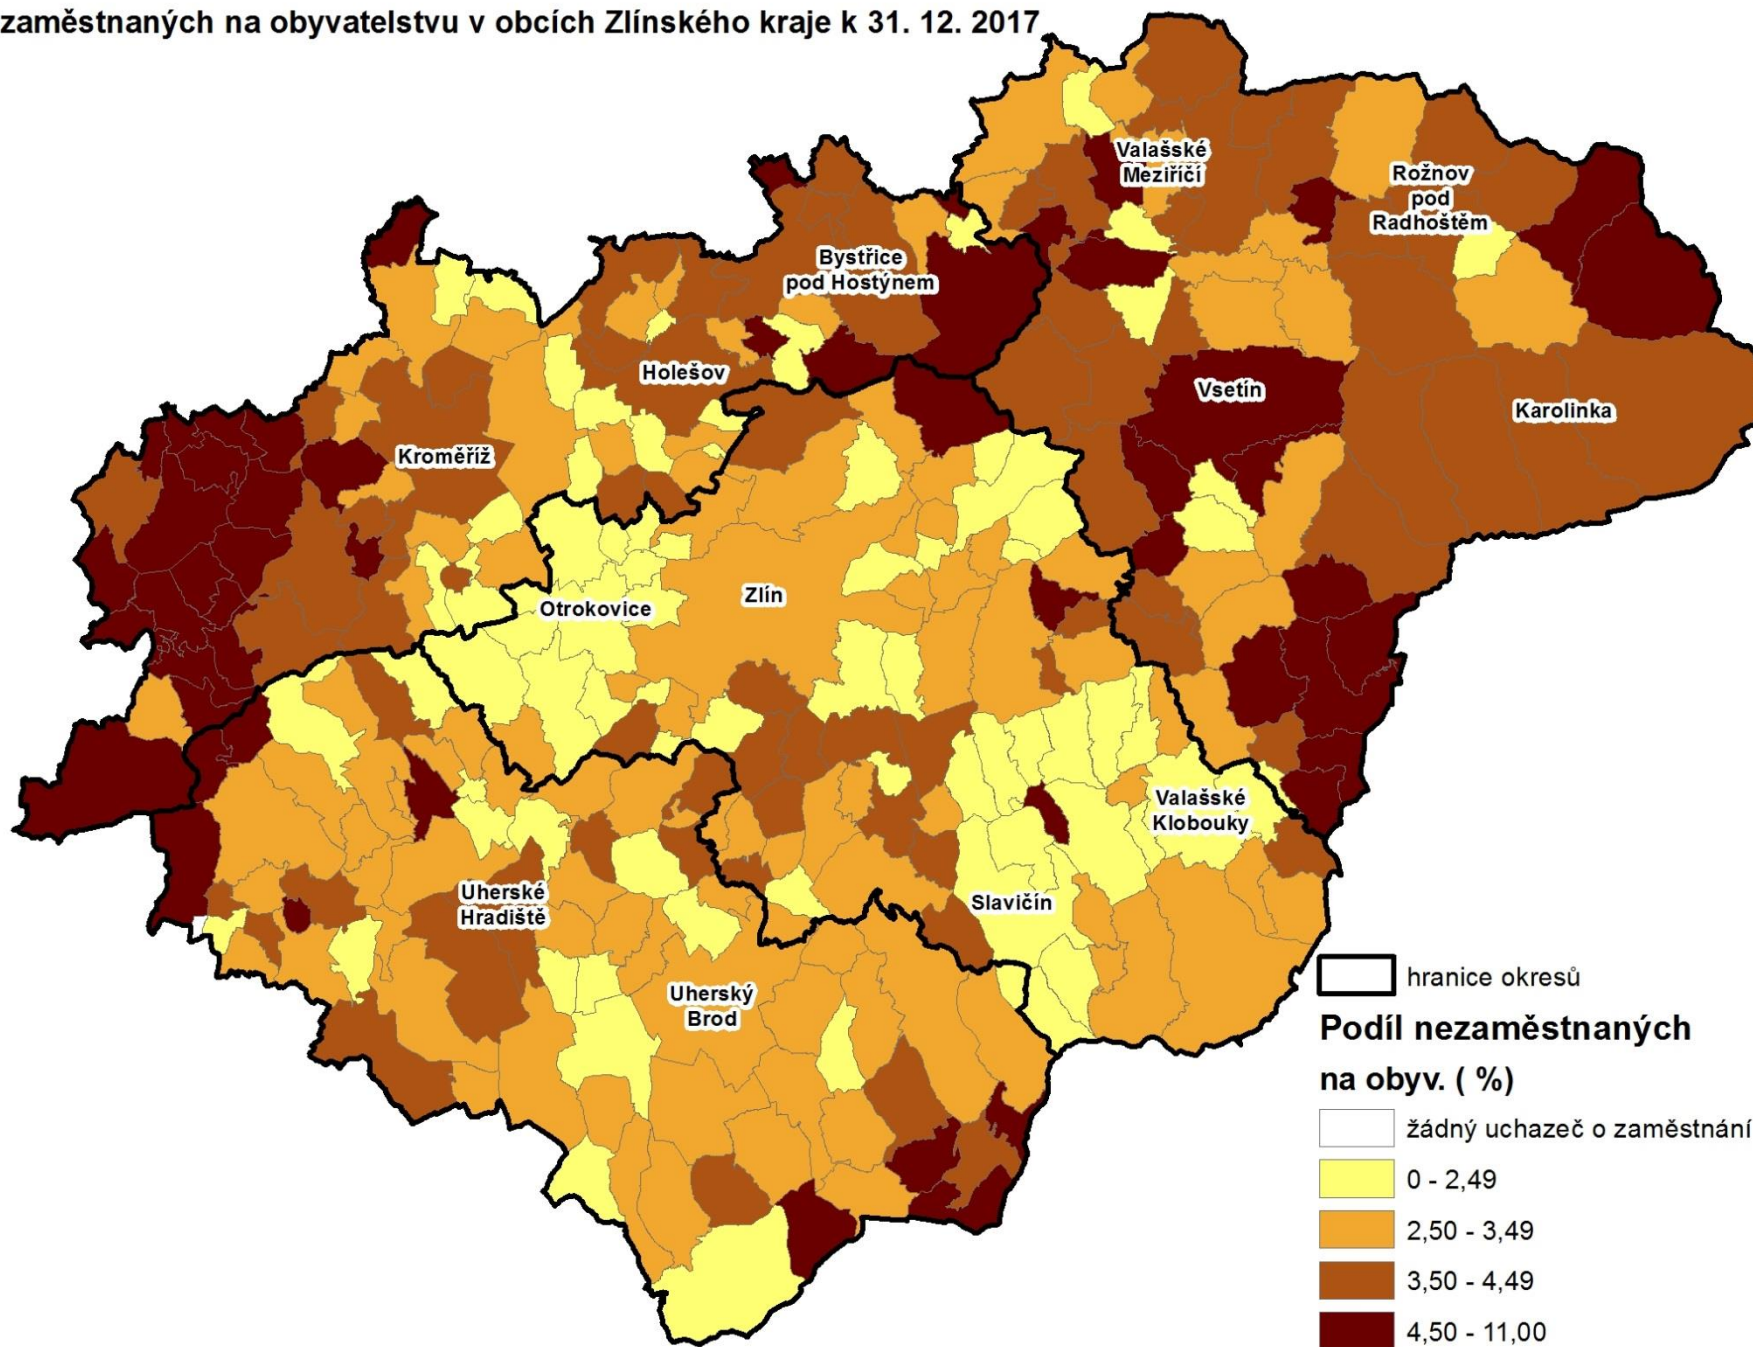 zaměstnaných na obyvatelstvu v obcích Zlínského kraje k 31. 12. 2017
Valašské
Meziříčí
Rožnov
pod
Radhoštěm
Bystřice
pod Hostýnem
Holešov
Vsetín
Karolinka
Kroměříž
Otrokovice
Zlín
Valašské
Klobouky
Uherské
Hradiště
Slavičín
Uherský
Brod
hranice okresů
Podíl nezaměstnaných
na obyv. ( %)
žádný uchazeč o zaměstnání
0 - 2,49
2,50 - 3,49
3,50 - 4,49
4,50 - 11,00